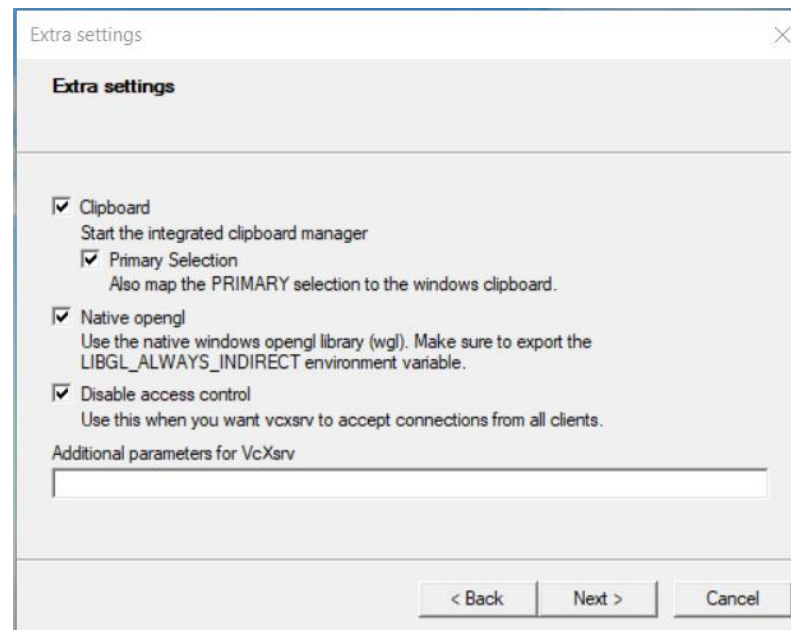 Extra settings
Extra settings
Clipboard
Start the integrated clipboard manager
Primary Selection
Also map the PRIMARY selection to the windows clipboard.
Native opengl
Use the native windows opengl library (wgl). Make sure to export the
LIBGL_ALWAYS_INDIRECT environment variable.
Disable access control
Use this when you want vcxsrv to accept connections from all clients.
Additional parameters for VcXsrv
< Back Next > Cancel